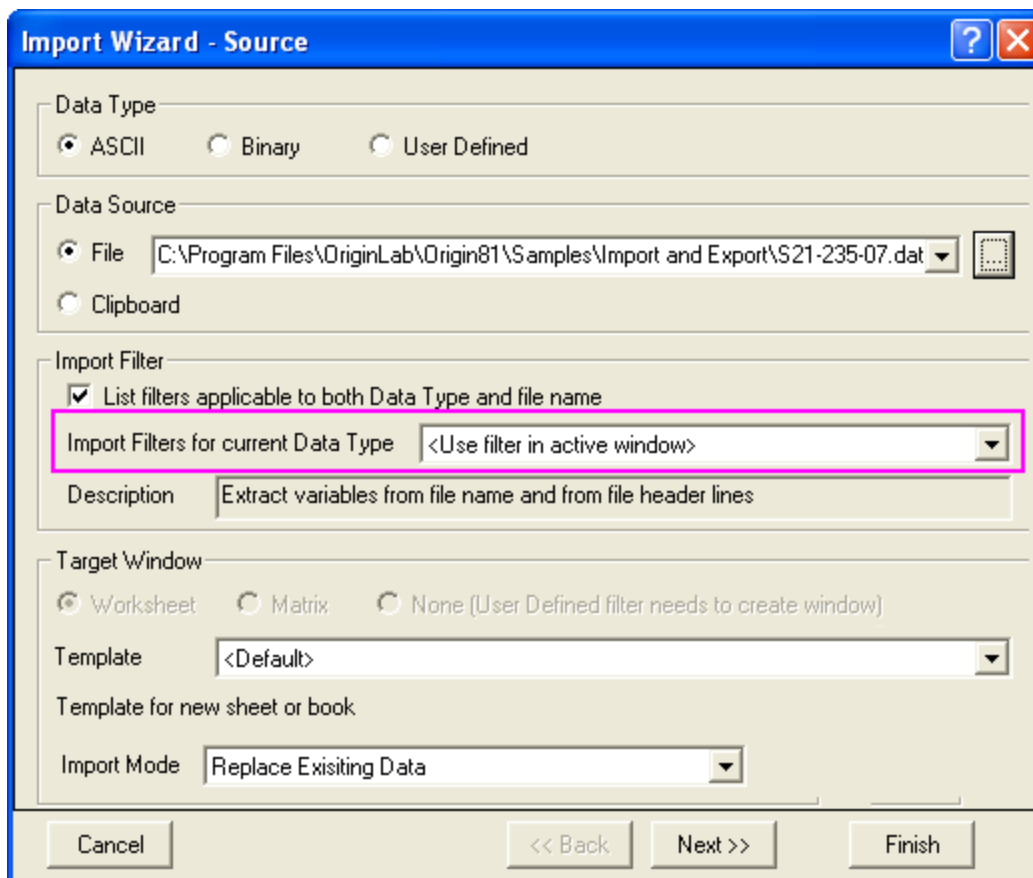 Import Wizard - Source
Data Type
ASCII Binary User Defined
Data Source
File C:\Program Files\OriginLab\Origin81\Samples\Import and Export\S21-235-07.dat ...
Clipboard
Import Filter
List filters applicable to both Data Type and file name
Import Filters for current Data Type <Use filter in active window>
Description Extract variables from file name and from file header lines
Target Window
Worksheet Matrix None (User Defined filter needs to create window)
Template <Default>
Template for new sheet or book
Import Mode Replace Exisiting Data
Cancel << Back Next >> Finish